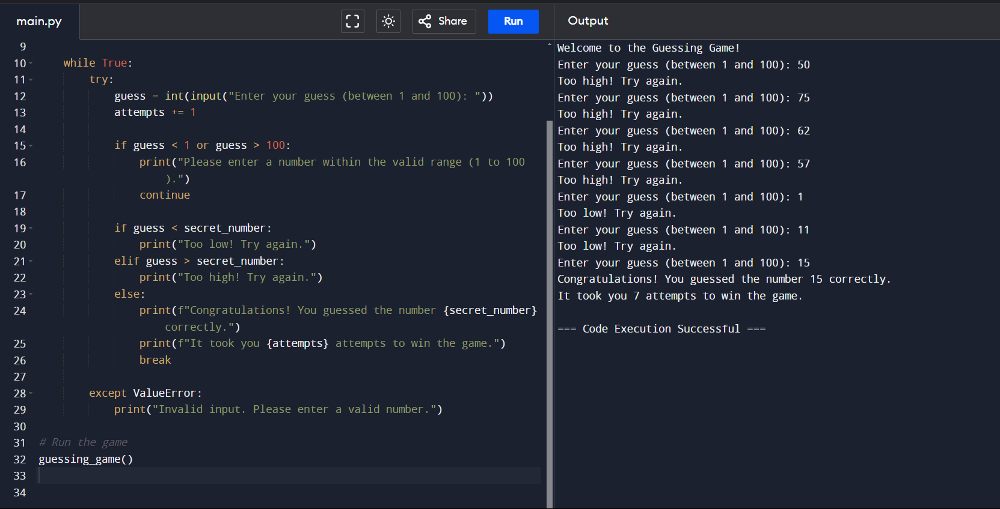 main.py
Share
Run
Output
9
10 while True:
11 try:
12 guess = int(input("Enter your guess (between 1 and 100): "))
13 attempts += 1
14
15 if guess < 1 or guess > 100:
16 print("Please enter a number within the valid range (1 to 100
).")
17 continue
18
19 if guess < secret_number:
20 print("Too low! Try again.")
21 elif guess > secret_number:
22 print("Too high! Try again.")
23 else:
24 print(f"Congratulations! You guessed the number {secret_number}
correctly.")
25 print(f"It took you {attempts} attempts to win the game.")
26 break
27
28 except ValueError:
29 print("Invalid input. Please enter a valid number.")
30
31 # Run the game
32 guessing_game()
33
34
Welcome to the Guessing Game!
Enter your guess (between 1 and 100): 50
Too high! Try again.
Enter your guess (between 1 and 100): 75
Too high! Try again.
Enter your guess (between 1 and 100): 62
Too high! Try again.
Enter your guess (between 1 and 100): 57
Too high! Try again.
Enter your guess (between 1 and 100): 1
Too low! Try again.
Enter your guess (between 1 and 100): 11
Too low! Try again.
Enter your guess (between 1 and 100): 15
Congratulations! You guessed the number 15 correctly.
It took you 7 attempts to win the game.
=== Code Execution Successful ===